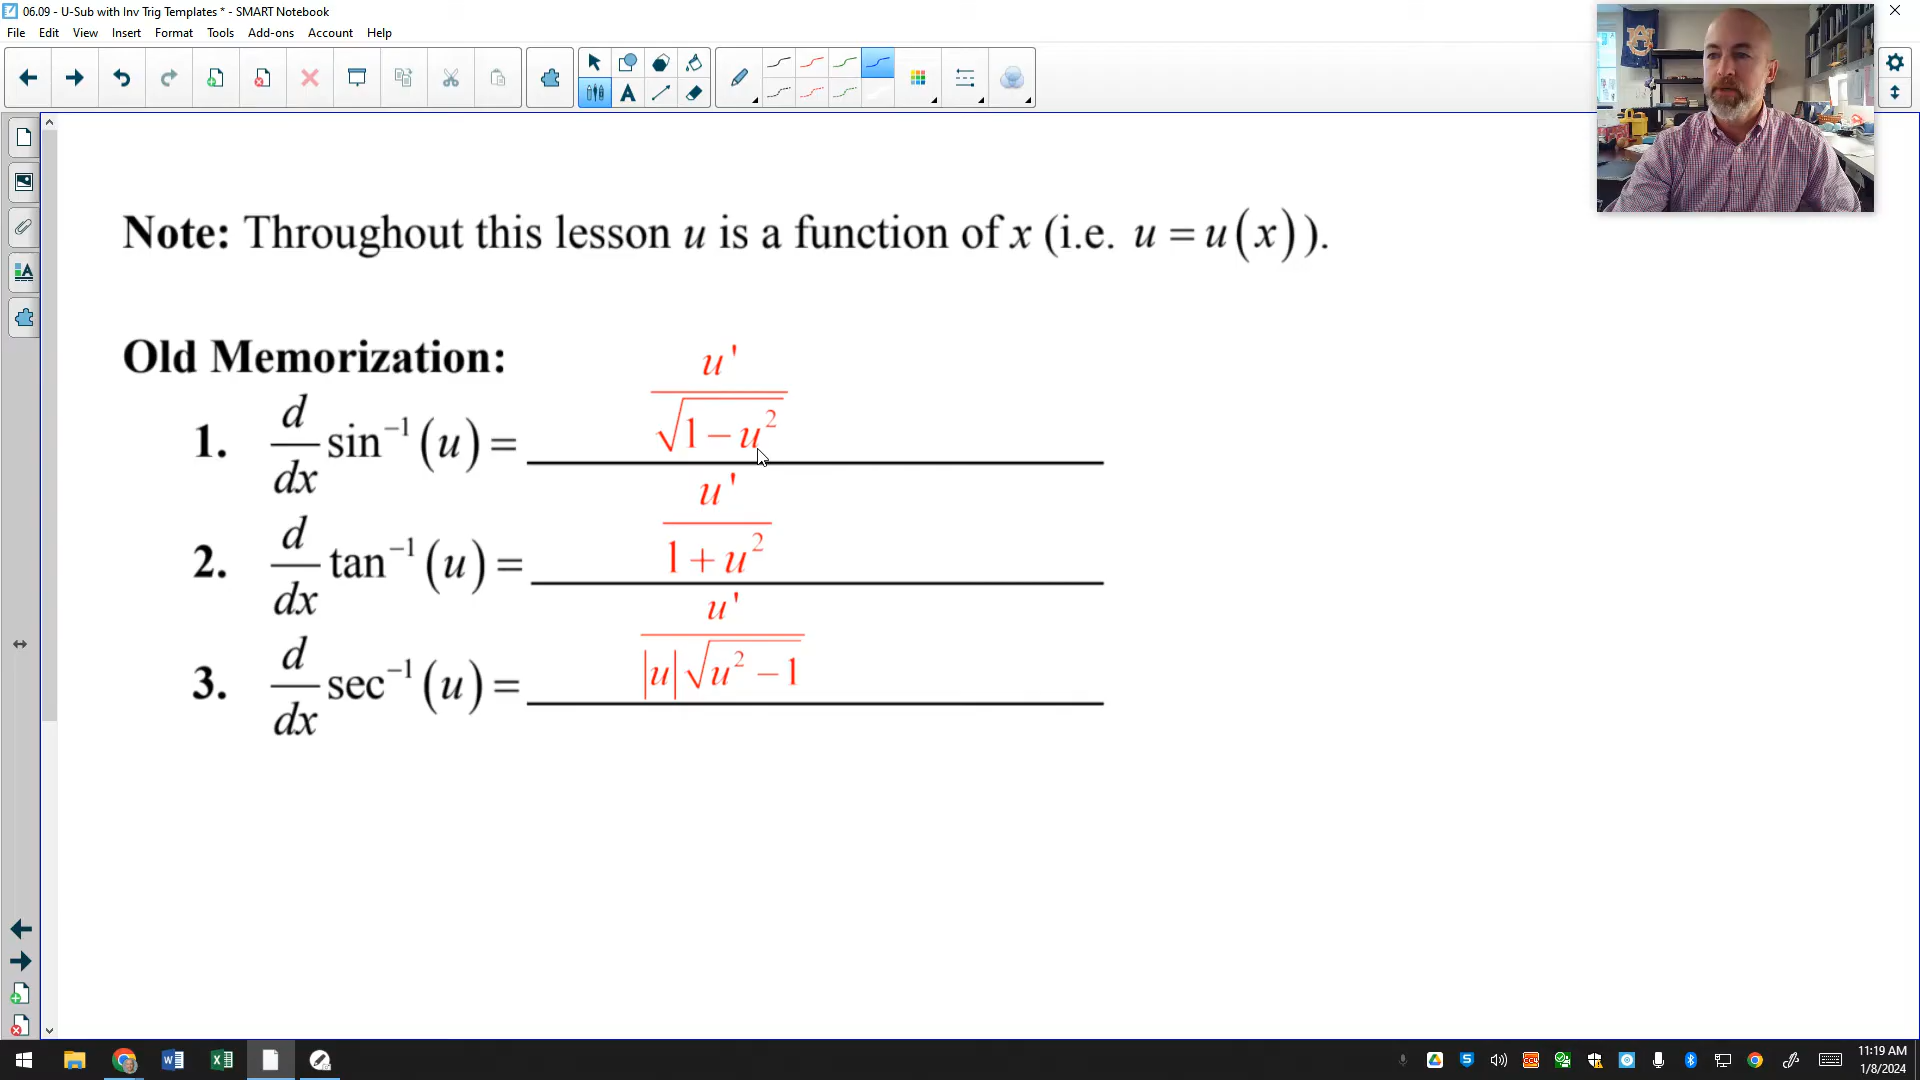 06.09 - U-Sub with Inv Trig Templates * - SMART Notebook
File Edit View Insert Format Tools Add-ons Account Help
Note: Throughout this lesson u is a function of x (i.e. u = u(x)).
Old Memorization:
1. d/dx sin⁻¹(u) = u' / √(1 − u²)
2. d/dx tan⁻¹(u) = u' / (1 + u²)
3. d/dx sec⁻¹(u) = u' / (|u|√(u² − 1))
11:19 AM
1/8/2024